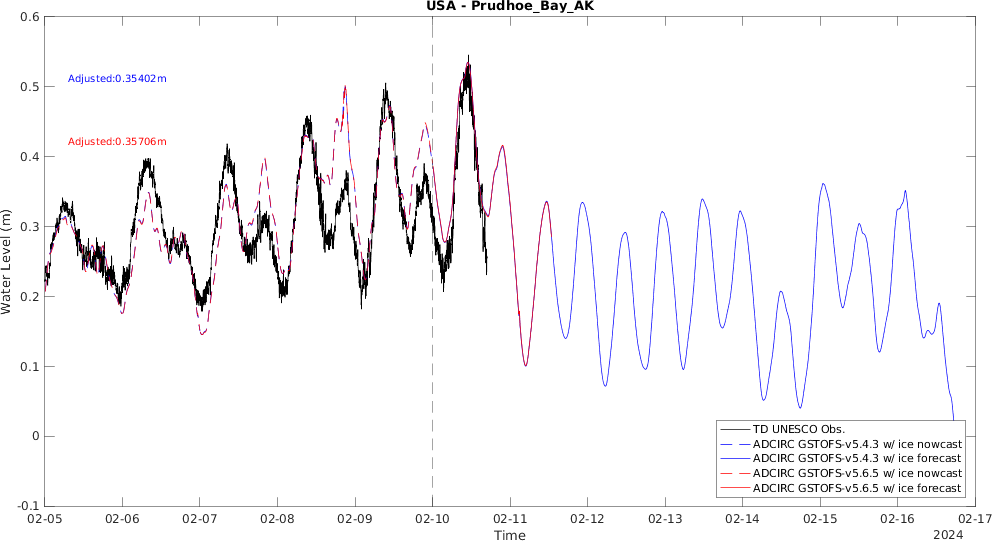 USA - Prudhoe_Bay_AK
0.6
0.5
0.4
0.3
0.2
0.1
0
-0.1
Water Level (m)
Adjusted:0.35402m
Adjusted:0.35706m
TD UNESCO Obs.
ADCIRC GSTOFS-v5.4.3 w/ ice nowcast
ADCIRC GSTOFS-v5.4.3 w/ ice forecast
ADCIRC GSTOFS-v5.6.5 w/ ice nowcast
ADCIRC GSTOFS-v5.6.5 w/ ice forecast
02-05 02-06 02-07 02-08 02-09 02-10 02-11 02-12 02-13 02-14 02-15 02-16 02-17
Time
2024